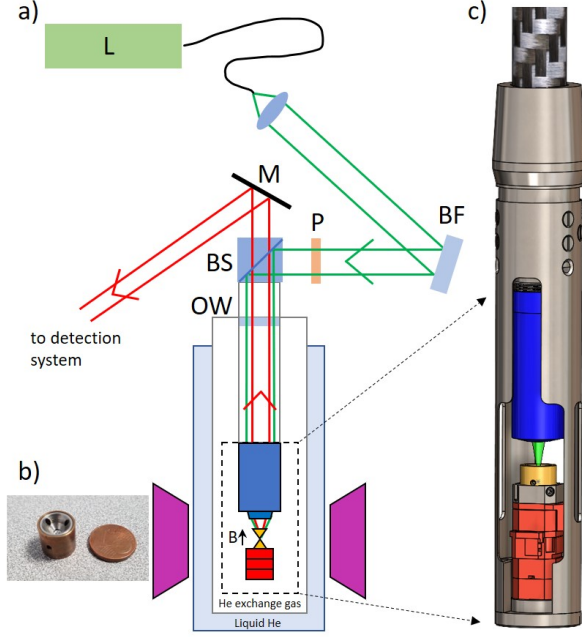 a)
c)
L
M
P
BF
BS
OW
to detection
system
b)
B
He exchange gas
Liquid He